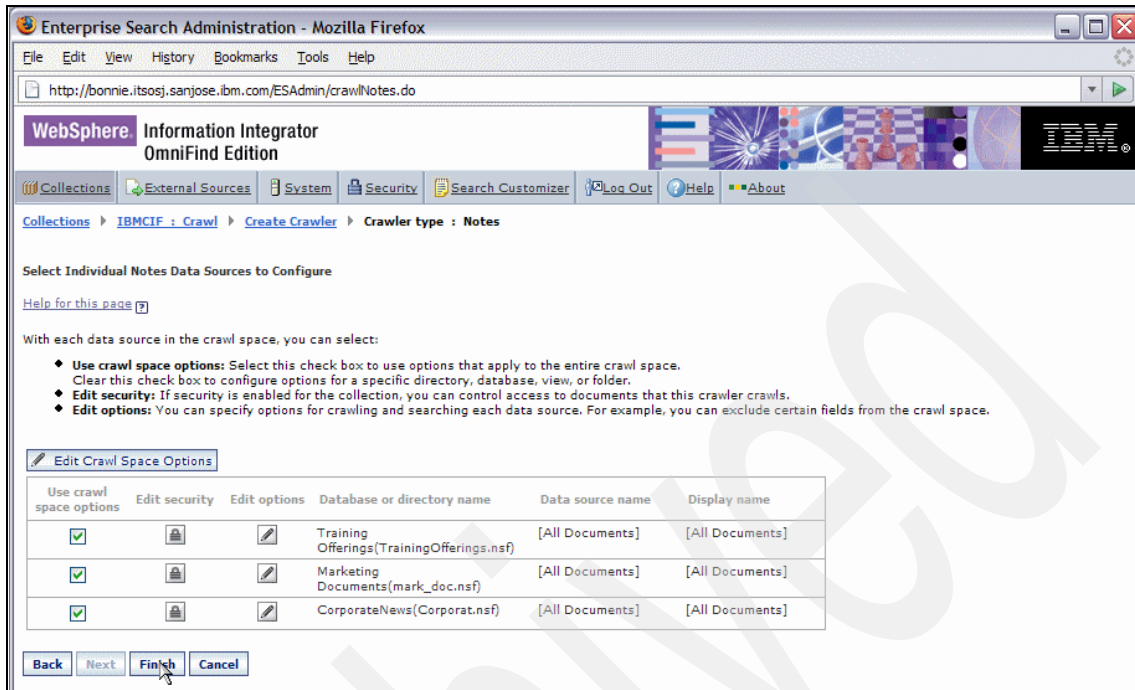 Enterprise Search Administration - Mozilla Firefox
File Edit View History Bookmarks Tools Help
http://bonnie.itsosj.sanjose.ibm.com/ESAdmin/crawlNotes.do
WebSphere. Information Integrator
OmniFind Edition
IBM®
Collections External Sources System Security Search Customizer Log Out Help About
Collections IBMCIF : Crawl Create Crawler Crawler type : Notes
Select Individual Notes Data Sources to Configure
Help for this page ?
With each data source in the crawl space, you can select:
Use crawl space options: Select this check box to use options that apply to the entire crawl space.
Clear this check box to configure options for a specific directory, database, view, or folder.
Edit security: If security is enabled for the collection, you can control access to documents that this crawler crawls.
Edit options: You can specify options for crawling and searching each data source. For example, you can exclude certain fields from the crawl space.
Edit Crawl Space Options
Use crawl space options Edit security Edit options Database or directory name Data source name Display name
Training Offerings(TrainingOfferings.nsf) [All Documents] [All Documents]
Marketing Documents(mark_doc.nsf) [All Documents] [All Documents]
CorporateNews(Corporat.nsf) [All Documents] [All Documents]
Back Next Finish Cancel